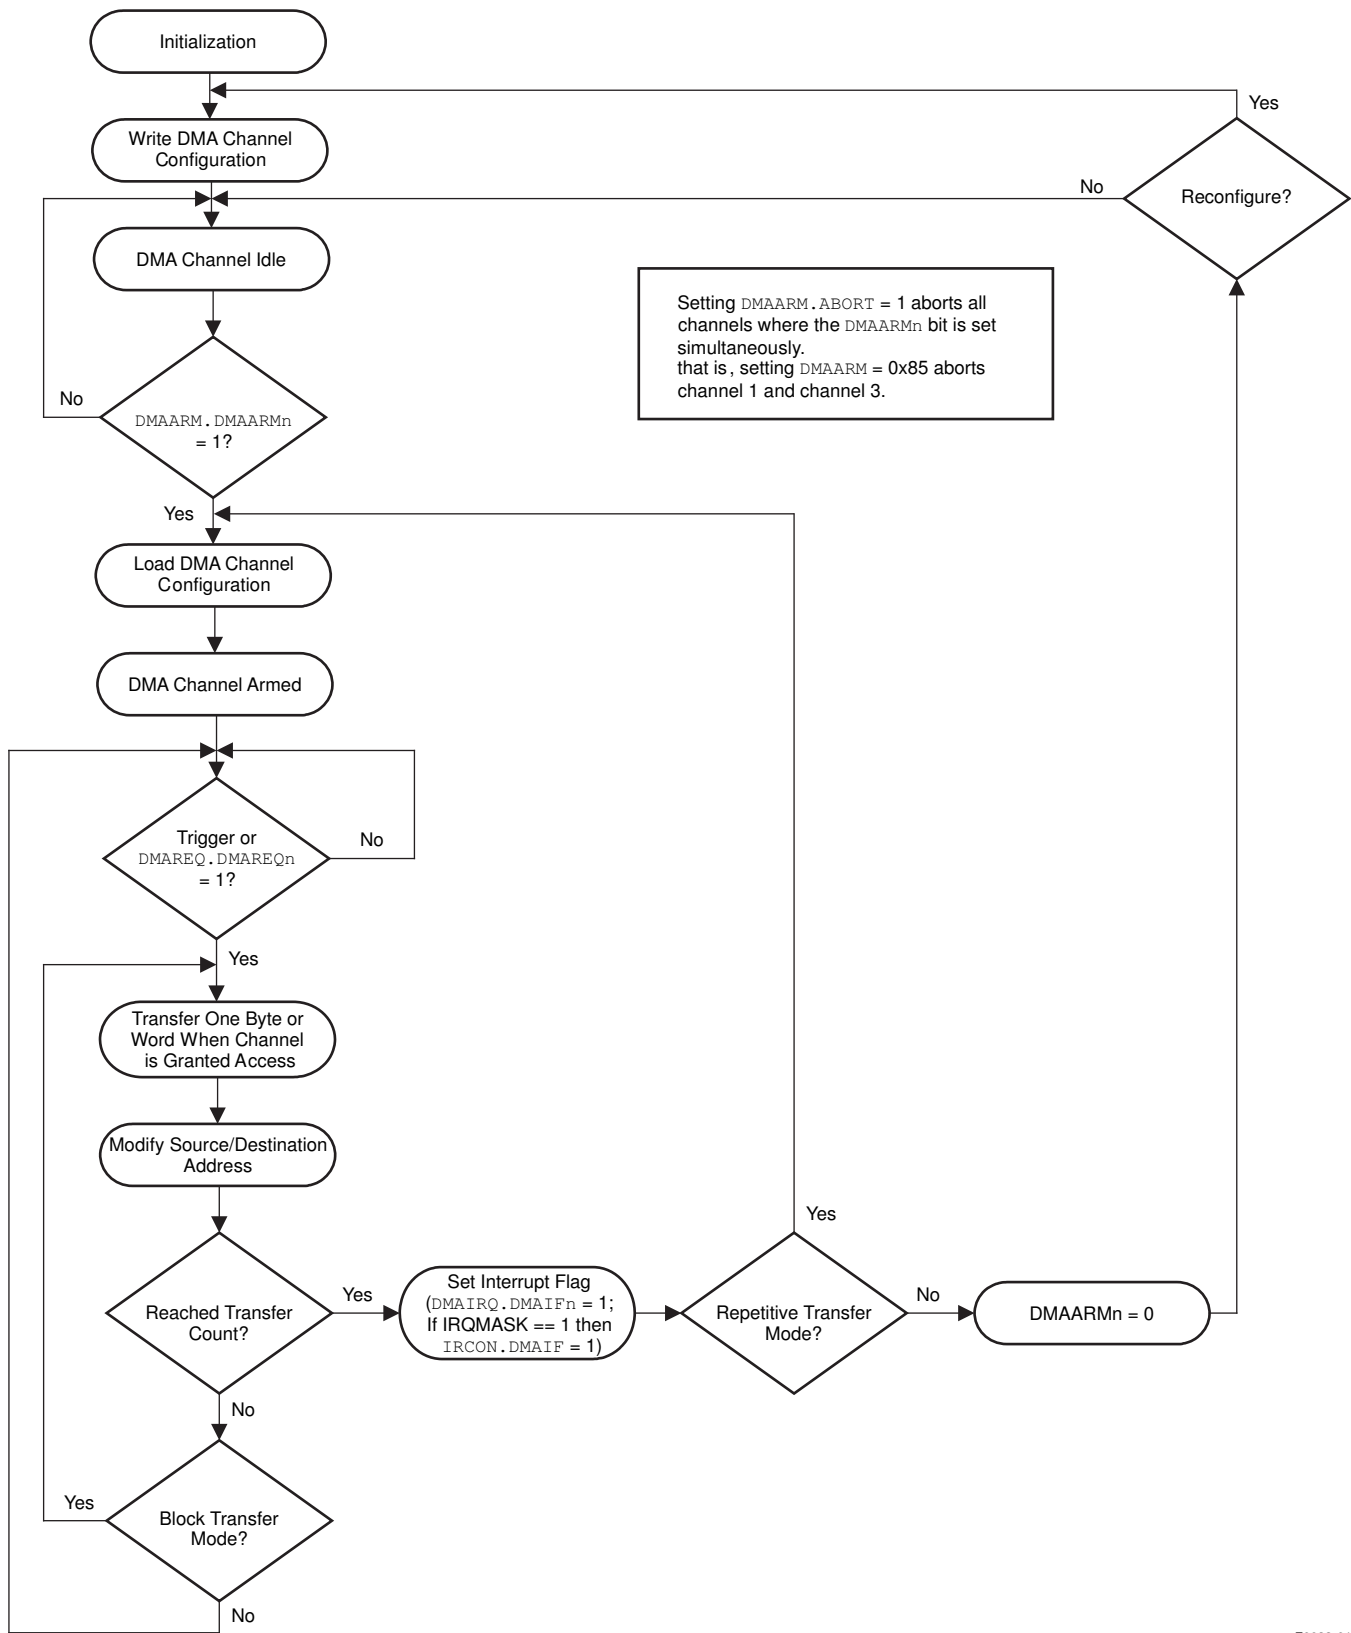 Initialization
Yes
Write DMA Channel
Configuration
No
Reconfigure?
DMA Channel Idle
Setting DMAARM.ABORT = 1 aborts all
channels where the DMAARMn bit is set
simultaneously.
that is, setting DMAARM = 0x85 aborts
channel 1 and channel 3.
No
DMAARM.DMAARMn
= 1?
Yes
Load DMA Channel
Configuration
DMA Channel Armed
Trigger or
DMAREQ.DMAREQn
= 1?
No
Yes
Transfer One Byte or
Word When Channel
is Granted Access
Modify Source/Destination
Address
Reached Transfer
Count?
Yes
Set Interrupt Flag
(DMAIRQ.DMAIFn = 1;
If IRQMASK == 1 then
IRCON.DMAIF = 1)
Yes
Repetitive Transfer
Mode?
No
DMAARMn = 0
No
Yes
Block Transfer
Mode?
No